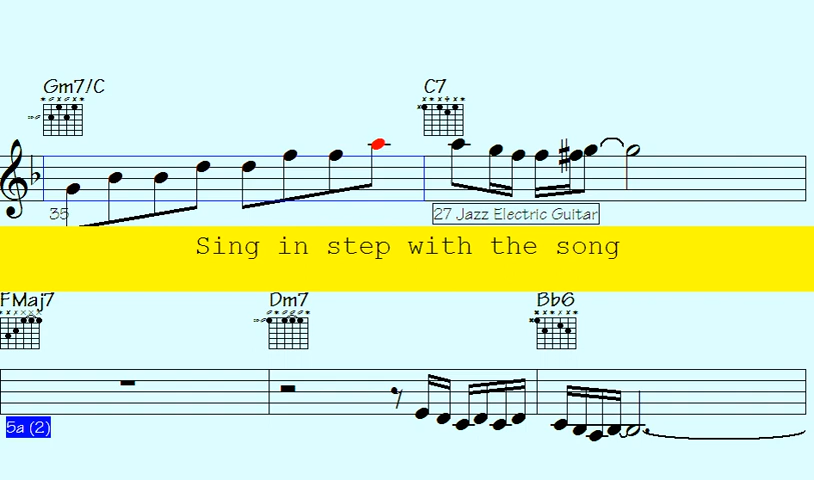 Gm7/C C7
35
27 Jazz Electric Guitar
Sing in step with the song
FMaj7 Dm7 Bb6
5a (2)